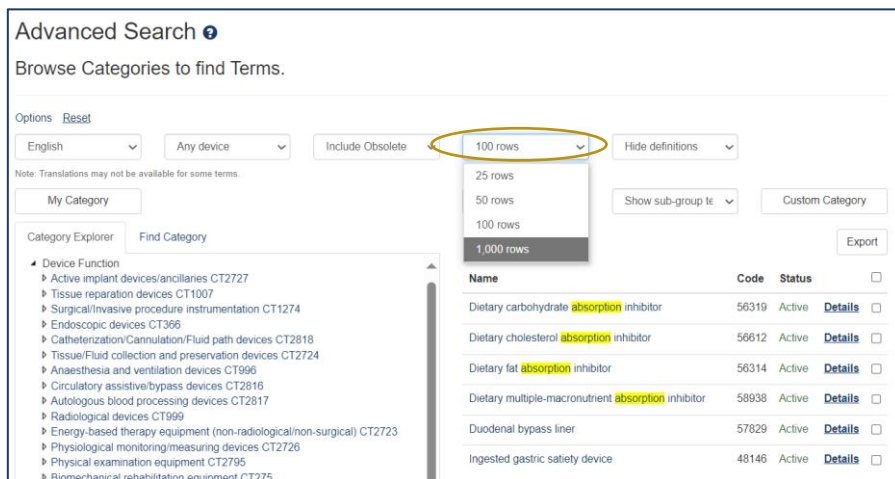 Advanced Search ?
Browse Categories to find Terms.
Options Reset
English Any device Include Obsolete 100 rows Hide definitions
Note: Translations may not be available for some terms.
25 rows
50 rows
100 rows
1,000 rows
My Category Show sub-group te Custom Category
Category Explorer Find Category
Export
Device Function
Active implant devices/ancillaries CT2727
Tissue reparation devices CT1007
Surgical/Invasive procedure instrumentation CT1274
Endoscopic devices CT366
Catheterization/Cannulation/Fluid path devices CT2818
Tissue/Fluid collection and preservation devices CT2724
Anaesthesia and ventilation devices CT996
Circulatory assistive/bypass devices CT2816
Autologous blood processing devices CT2817
Radiological devices CT999
Energy-based therapy equipment (non-radiological/non-surgical) CT2723
Physiological monitoring/measuring devices CT2726
Physical examination equipment CT2795
Biomechanical rehabilitation equipment CT275
Name Code Status
Dietary carbohydrate absorption inhibitor 56319 Active Details
Dietary cholesterol absorption inhibitor 56612 Active Details
Dietary fat absorption inhibitor 56314 Active Details
Dietary multiple-macronutrient absorption inhibitor 58938 Active Details
Duodenal bypass liner 57829 Active Details
Ingested gastric satiety device 48146 Active Details